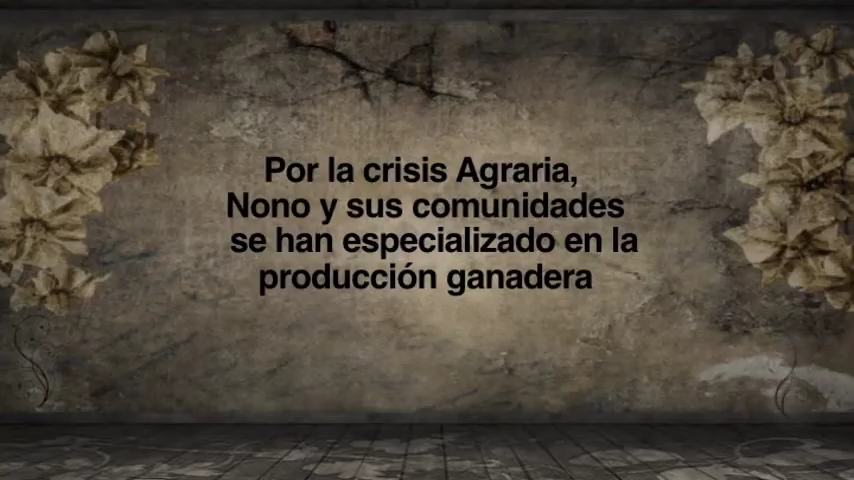 Por la crisis Agraria,
Nono y sus comunidades
se han especializado en la
producción ganadera